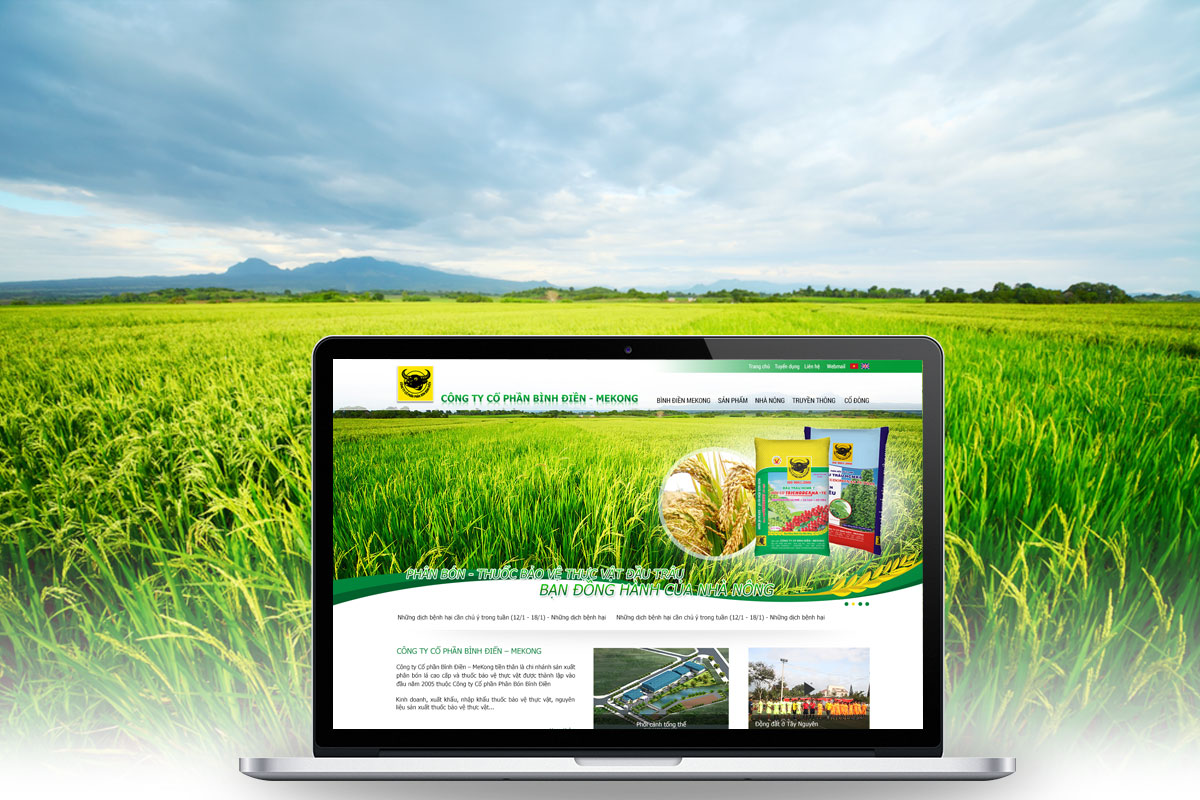 Trang chủ Tuyển dụng Liên hệ Webmail
CÔNG TY CỔ PHẦN BÌNH ĐIỀN - MEKONG
BÌNH ĐIỀN MEKONG SẢN PHẨM NHÀ NÔNG TRUYỀN THÔNG CỔ ĐÔNG
PHÂN BÓN - THUỐC BẢO VỆ THỰC VẬT ĐẦU TRÂU
BẠN ĐỒNG HÀNH CỦA NHÀ NÔNG
Những dịch bệnh hại cần chú ý trong tuần (12/1 - 18/1) - Những dịch bệnh hại Những dịch bệnh hại cần chú ý trong tuần (12/1 - 18/1) - Những dịch bệnh hại
CÔNG TY CỔ PHẦN BÌNH ĐIỀN – MEKONG
Công ty Cổ phần Bình Điền – MeKong tiền thân là chi nhánh sản xuất
phân bón lá cao cấp và thuốc bảo vệ thực vật được thành lập vào
đầu năm 2005 thuộc Công ty Cổ phần Phân Bón Bình Điền
Kinh doanh, xuất khẩu, nhập khẩu thuốc bảo vệ thực vật, nguyên
liệu sản xuất thuốc bảo vệ thực vật...
Phối cảnh tổng thể
Động đất ở Tây Nguyên